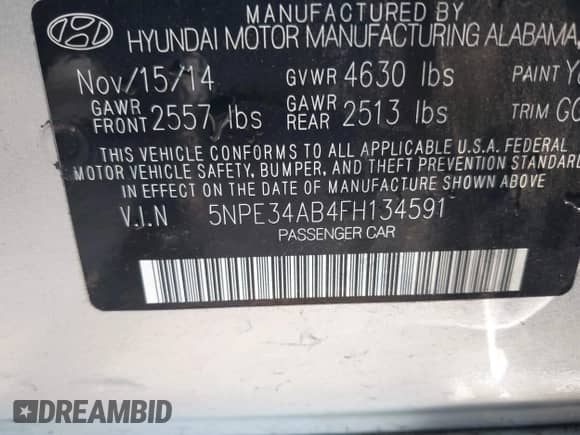 MANUFACTURED BY
HYUNDAI MOTOR MANUFACTURING ALABAMA,
Nov/15/14 GVWR 4630 lbs PAINT
GAWR FRONT 2557 lbs GAWR REAR 2513 lbs TRIM
THIS VEHICLE CONFORMS TO ALL APPLICABLE U.S.A. FEDERAL
MOTOR VEHICLE SAFETY, BUMPER, AND THEFT PREVENTION STANDARD
IN EFFECT ON THE DATE OF MANUFACTURE SHOWN ABOVE
V.I.N 5NPE34AB4FH134591
PASSENGER CAR
DREAMBID